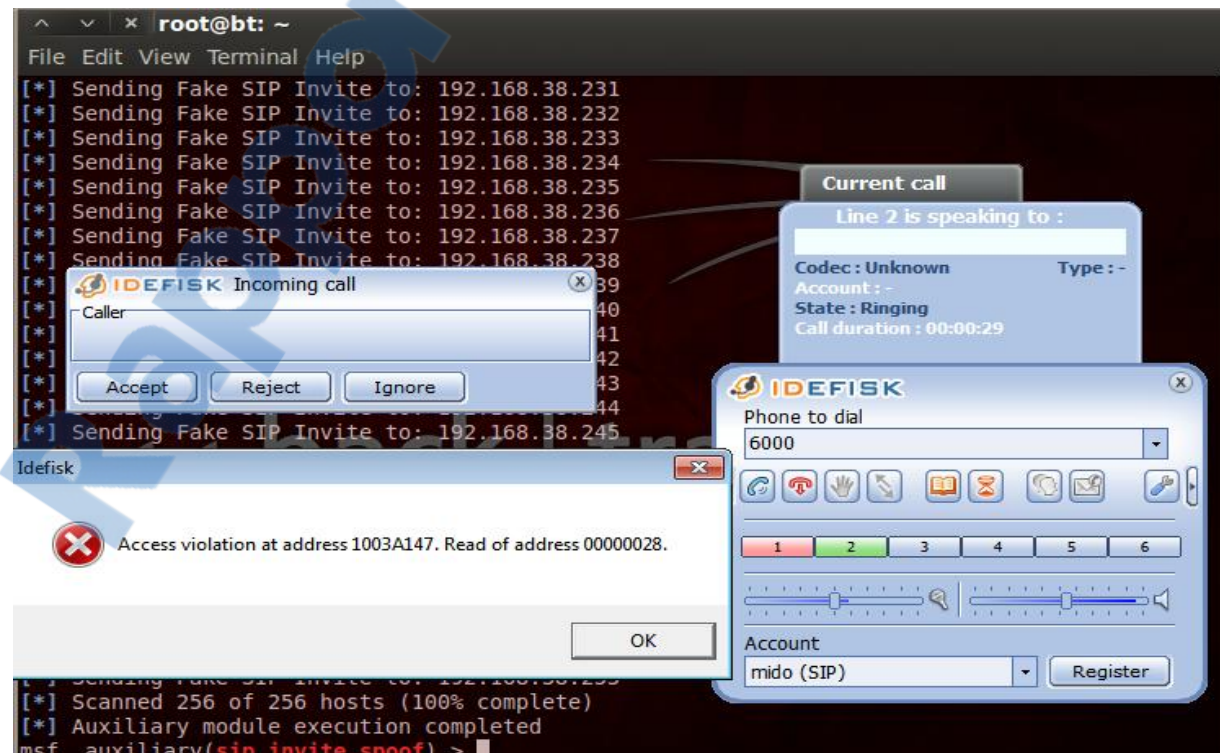 root@bt: ~
File Edit View Terminal Help
[*] Sending Fake SIP Invite to: 192.168.38.231
[*] Sending Fake SIP Invite to: 192.168.38.232
[*] Sending Fake SIP Invite to: 192.168.38.233
[*] Sending Fake SIP Invite to: 192.168.38.234
[*] Sending Fake SIP Invite to: 192.168.38.235
[*] Sending Fake SIP Invite to: 192.168.38.236
[*] Sending Fake SIP Invite to: 192.168.38.237
[*] Sending Fake SIP Invite to: 192.168.38.238
[*] 39
[*] 40
[*] 41
[*] 42
[*] 43
[*] 44
[*] Sending Fake SIP Invite to: 192.168.38.245
IDEFISK Incoming call
Caller
Accept Reject Ignore
Idefisk
Access violation at address 1003A147. Read of address 00000028.
OK
[*] Scanned 256 of 256 hosts (100% complete)
[*] Auxiliary module execution completed
msf auxiliary(sip_invite_spoof) >
Current call
Line 2 is speaking to :
Codec : Unknown Type : -
Account : -
State : Ringing
Call duration : 00:00:29
IDEFISK
Phone to dial
6000
1 2 3 4 5 6
Account
mido (SIP) Register